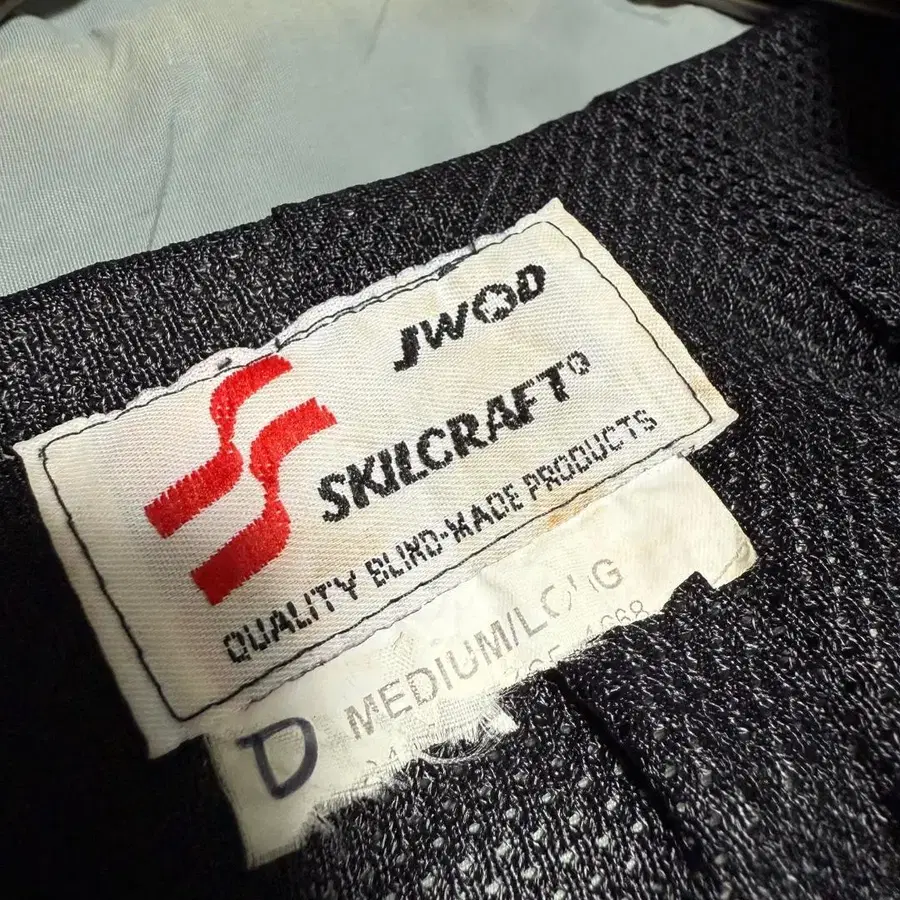 JWOD
SKILCRAFT®
QUALITY BLIND-MADE PRODUCTS
MEDIUM/LONG
D